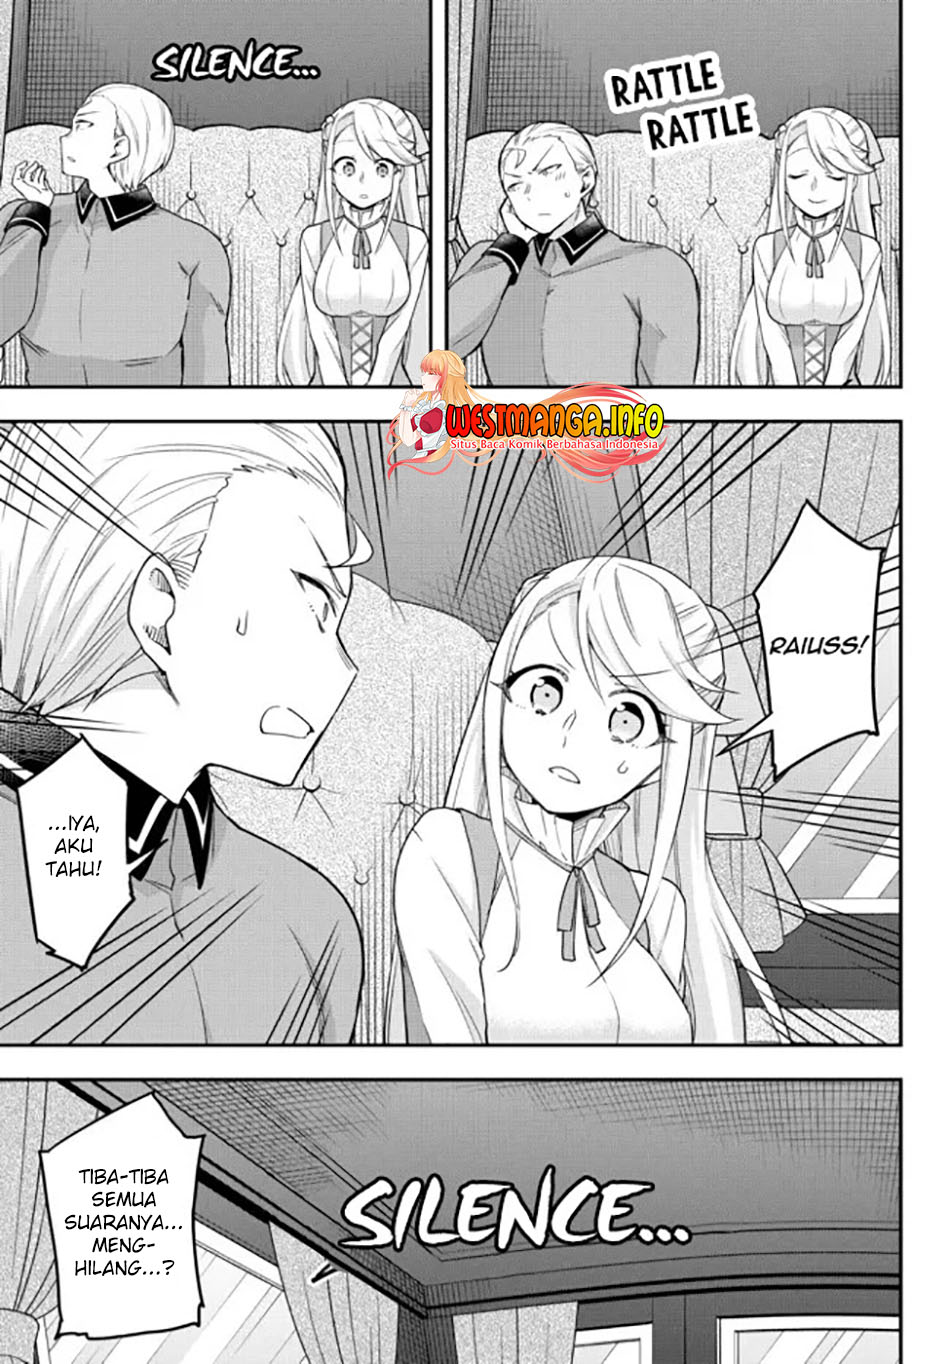 RATTLE
RATTLE
SILENCE...
WESTMANGA.INFO
Situs Baca Komik Berbahasa Indonesia
RAIUSS!
...IYA,
AKU
TAHU!
TIBA-TIBA
SEMUA
SUARANYA...
MENG-
HILANG...?
SILENCE...